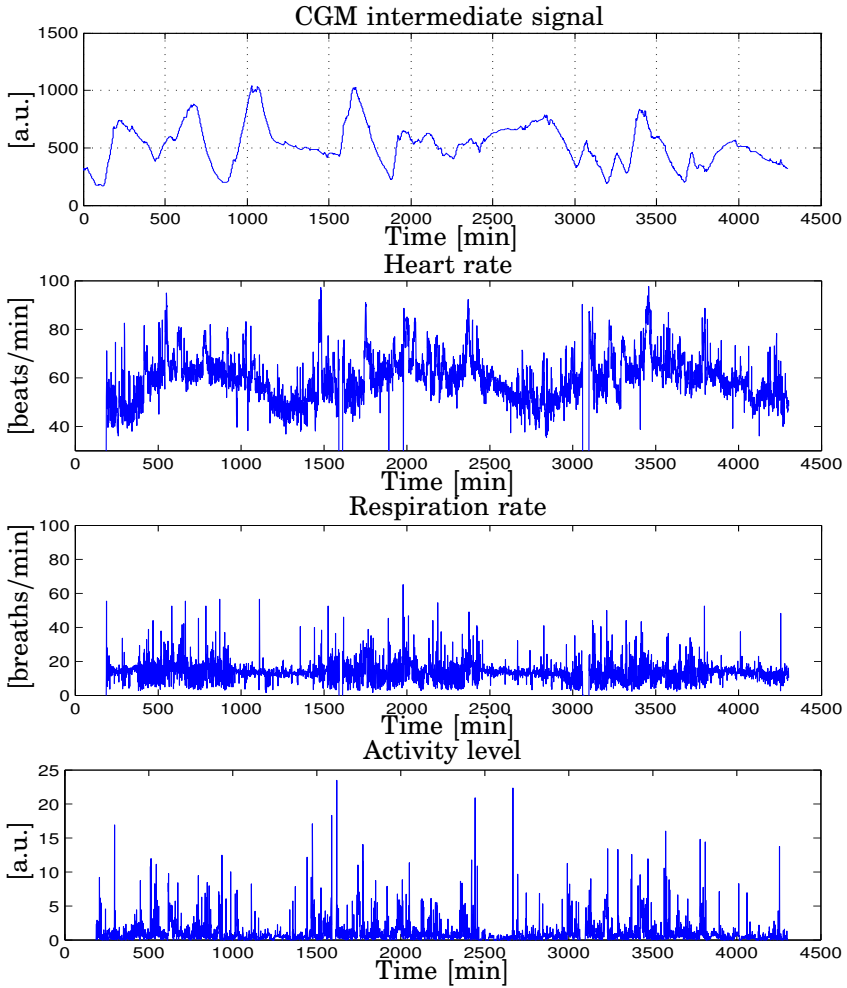 CGM intermediate signal
1500
1000
500
0
[a.u.]
0 500 1000 1500 2000 2500 3000 3500 4000 4500
Time [min]
Heart rate
100
80
60
40
[beats/min]
500 1000 1500 2000 2500 3000 3500 4000 4500
Time [min]
Respiration rate
100
80
60
40
20
0
[breaths/min]
500 1000 1500 2000 2500 3000 3500 4000 4500
Time [min]
Activity level
25
20
15
10
5
0
[a.u.]
0 500 1000 1500 2000 2500 3000 3500 4000 4500
Time [min]